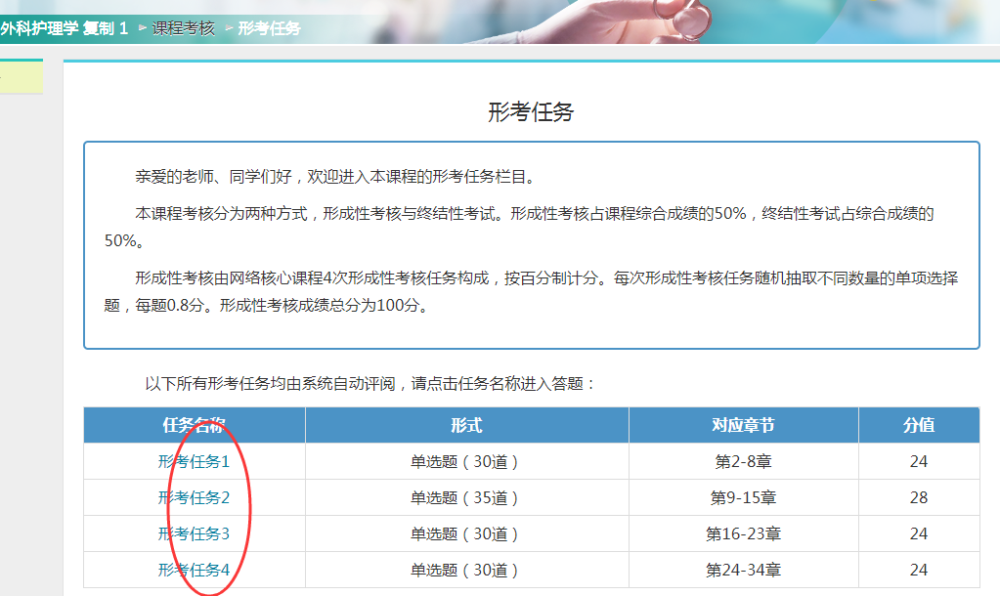 外科护理学 复制 1 ➢ 课程考核 ➢ 形考任务
形考任务
亲爱的老师、同学们好，欢迎进入本课程的形考任务栏目。
本课程考核分为两种方式，形成性考核与终结性考试。形成性考核占课程综合成绩的50%，终结性考试占综合成绩的
50%。
形成性考核由网络核心课程4次形成性考核任务构成，按百分制计分。每次形成性考核任务随机抽取不同数量的单项选择
题，每题0.8分。形成性考核成绩总分为100分。
以下所有形考任务均由系统自动评阅，请点击任务名称进入答题：
任务名称 形式 对应章节 分值
形考任务1 单选题（30道） 第2-8章 24
形考任务2 单选题（35道） 第9-15章 28
形考任务3 单选题（30道） 第16-23章 24
形考任务4 单选题（30道） 第24-34章 24